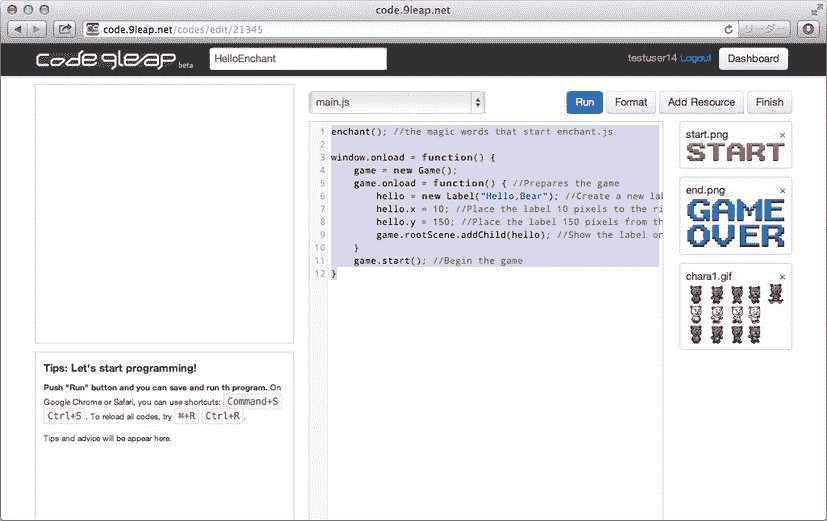 code.9leap.net
code.9leap.net/codes/edit/21345
リーダー
code 9leap beta
HelloEnchant
testuser14 Logout
Dashboard
main.js
Run
Format
Add Resource
Finish
1 enchant(); //the magic words that start enchant.js
2
3 window.onload = function() {
4 game = new Game();
5 game.onload = function() { //Prepares the game
6 hello = new Label("Hello,Bear"); //Create a new lab
7 hello.x = 10; //Place the label 10 pixels to the ri
8 hello.y = 150; //Place the label 150 pixels from th
9 game.rootScene.addChild(hello); //Show the label on
10 }
11 game.start(); //Begin the game
12 }
start.png ×
START
end.png ×
GAME
OVER
chara1.gif ×
Tips: Let's start programming!
Push "Run" button and you can save and run th program. On
Google Chrome or Safari, you can use shortcuts: Command+S
Ctrl+S . To reload all codes, try ⌘+R Ctrl+R .
Tips and advice will be appear here.